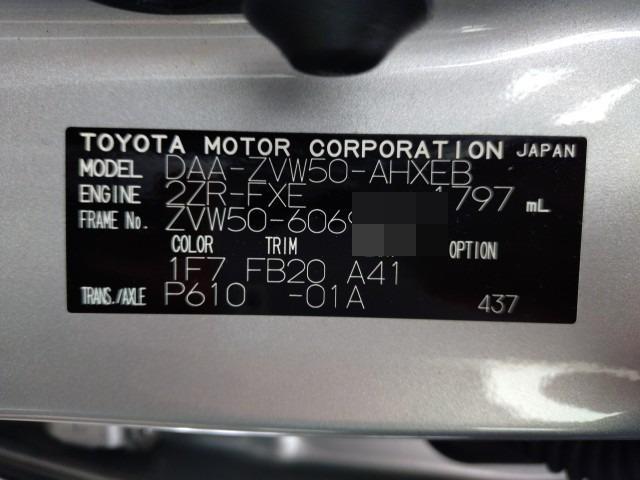 TOYOTA MOTOR CORPORATION JAPAN
MODEL DAA-ZVW50-AHXEB
ENGINE 2ZR-FXE 1797 mL
FRAME No. ZVW50-6069
COLOR TRIM OPTION
1F7 FB20 A41
TRANS./AXLE P610 -01A 437